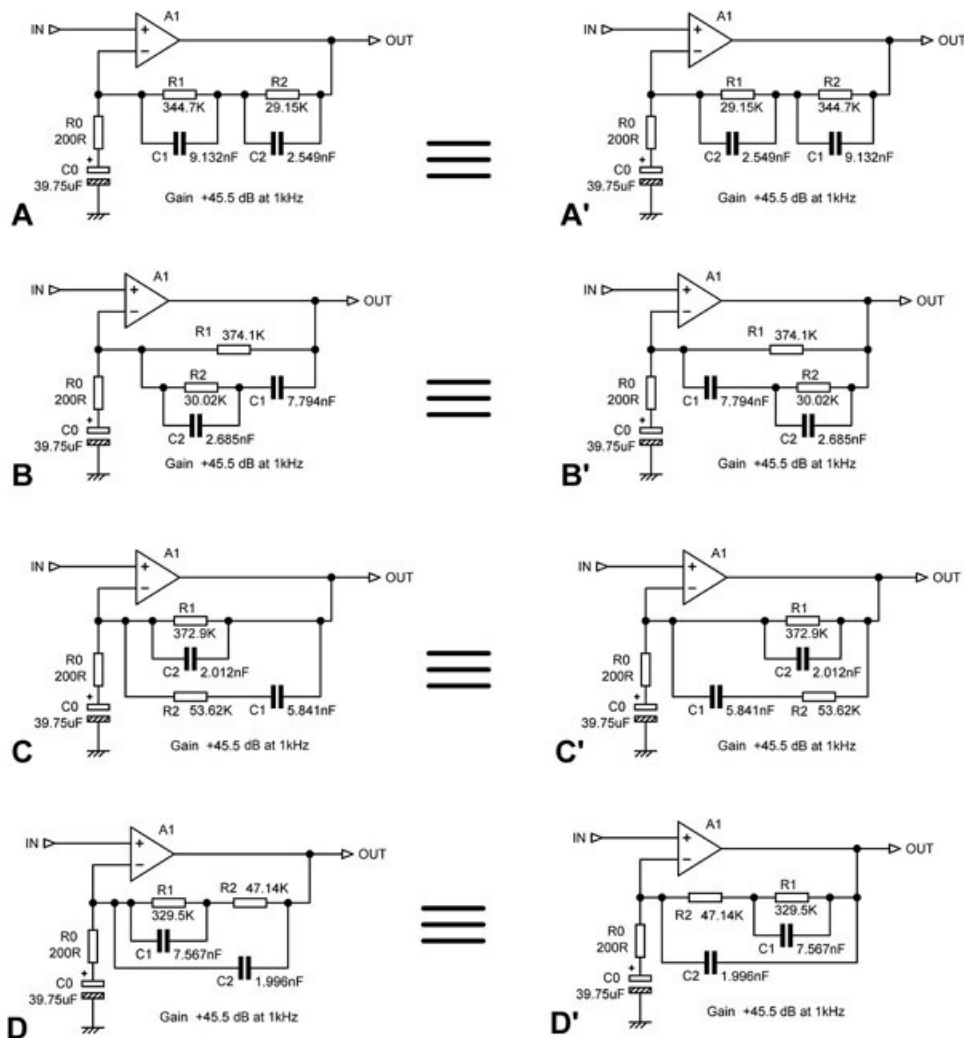 A1
IN
OUT
R1
344.7K
R2
29.15K
R0
200R
C1 9.132nF
C2 2.549nF
+
C0
39.75uF
Gain +45.5 dB at 1kHz
A
A1
IN
OUT
R1
29.15K
R2
344.7K
R0
200R
C2 2.549nF
C1 9.132nF
+
C0
39.75uF
Gain +45.5 dB at 1kHz
A'
A1
IN
OUT
R1 374.1K
R2
30.02K
C1 7.794nF
R0
200R
C2 2.685nF
+
C0
39.75uF
Gain +45.5 dB at 1kHz
B
A1
IN
OUT
R1 374.1K
R2
30.02K
C1 7.794nF
R0
200R
C2 2.685nF
+
C0
39.75uF
Gain +45.5 dB at 1kHz
B'
A1
IN
OUT
R1
372.9K
R0
200R
C2 2.012nF
+
C0
39.75uF
R2
53.62K
C1 5.841nF
Gain +45.5 dB at 1kHz
C
A1
IN
OUT
R1
372.9K
R0
200R
C2 2.012nF
+
C0
39.75uF
C1 5.841nF
R2
53.62K
Gain +45.5 dB at 1kHz
C'
A1
IN
OUT
R1
329.5K
R2 47.14K
R0
200R
C1 7.567nF
+
C0
39.75uF
C2 1.996nF
Gain +45.5 dB at 1kHz
D
A1
IN
OUT
R2 47.14K
R1
329.5K
R0
200R
C1 7.567nF
+
C0
39.75uF
C2 1.996nF
Gain +45.5 dB at 1kHz
D'